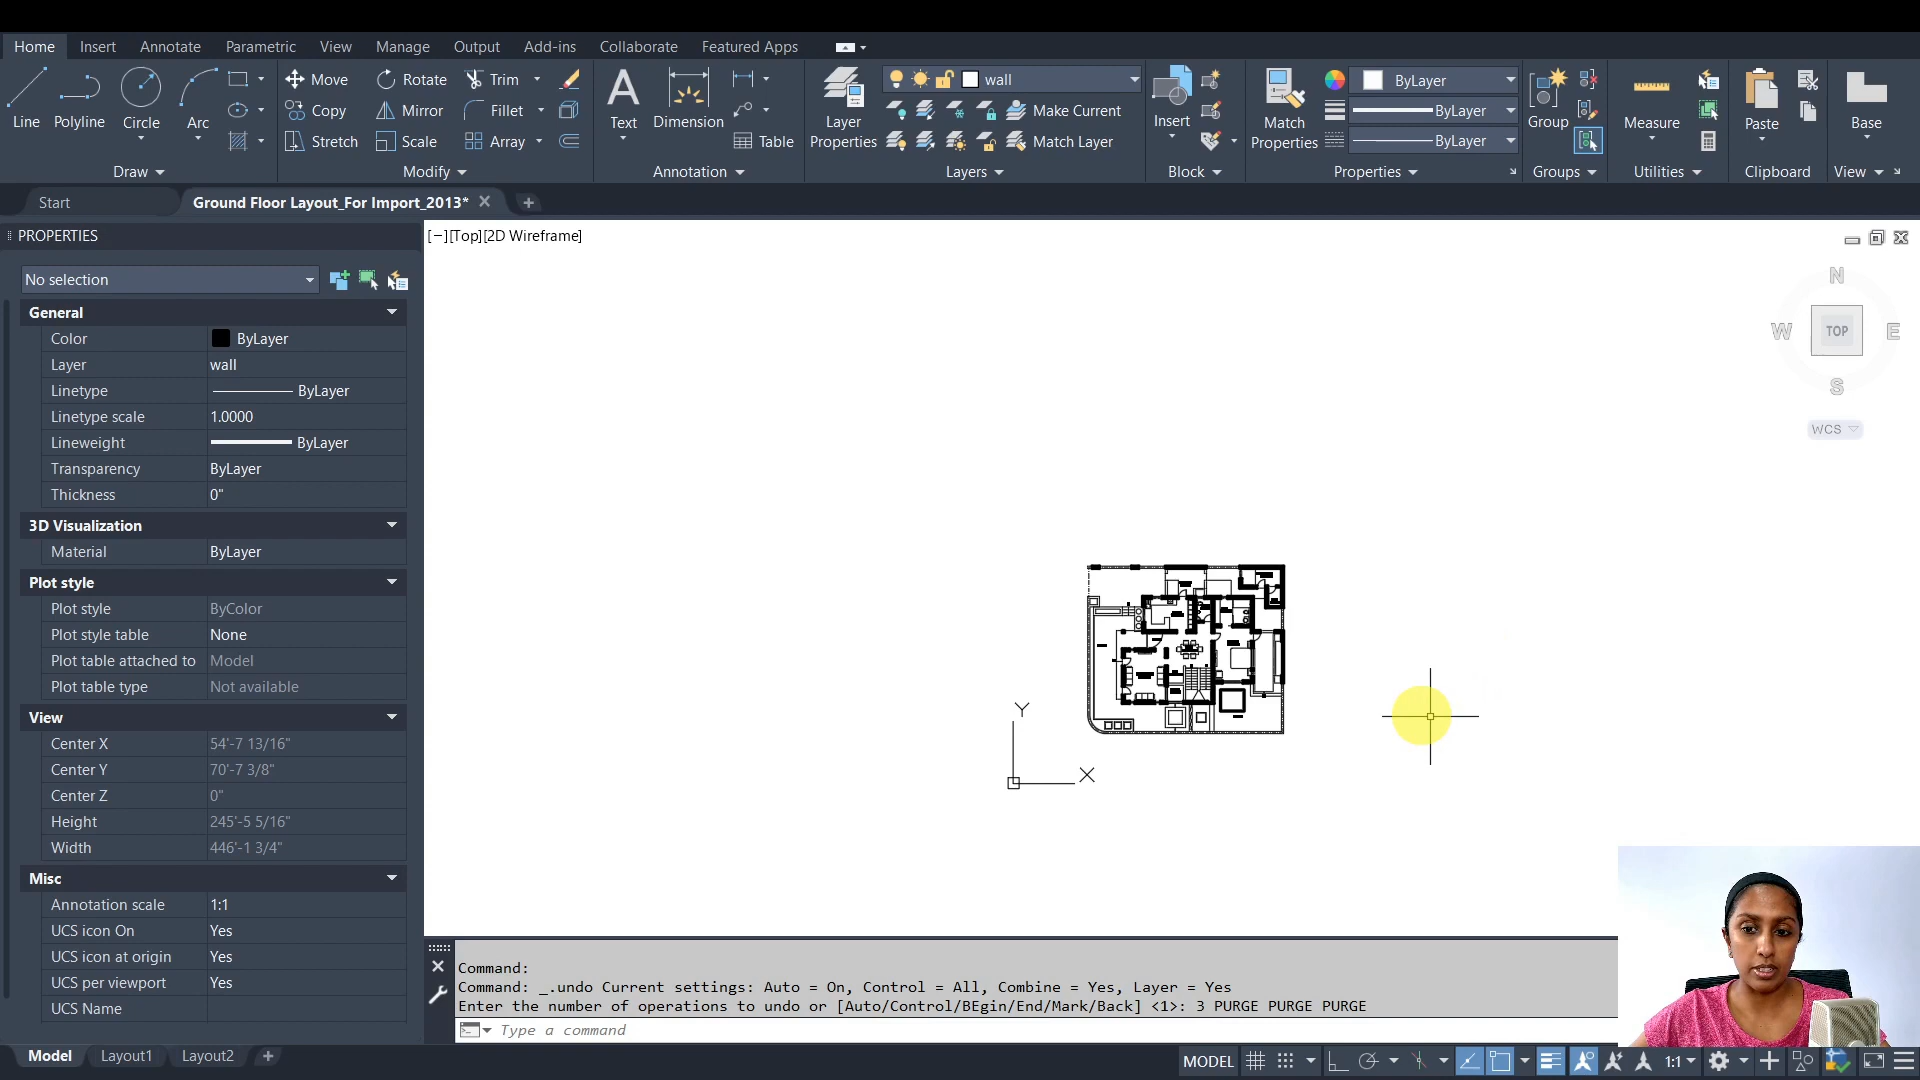 Home Insert Annotate Parametric View Manage Output Add-ins Collaborate Featured Apps
Line
Polyline
Circle
Arc
Draw
Move Rotate Trim
Copy Mirror Fillet
Stretch Scale Array
Modify
Text
Dimension
Table
Annotation
Layer
Properties
wall
Make Current
Match Layer
Layers
Insert
Block
Match
Properties
ByLayer
ByLayer
ByLayer
Properties
Group
Groups
Measure
Utilities
Paste
Clipboard
Base
View
Start Ground Floor Layout_For Import_2013*
PROPERTIES
No selection
General
Color ByLayer
Layer wall
Linetype ByLayer
Linetype scale 1.0000
Lineweight ByLayer
Transparency ByLayer
Thickness 0"
3D Visualization
Material ByLayer
Plot style
Plot style ByColor
Plot style table None
Plot table attached to Model
Plot table type Not available
View
Center X 54'-7 13/16"
Center Y 70'-7 3/8"
Center Z 0"
Height 245'-5 5/16"
Width 446'-1 3/4"
Misc
Annotation scale 1:1
UCS icon On Yes
UCS icon at origin Yes
UCS per viewport Yes
UCS Name
[−][Top][2D Wireframe]
N
W TOP E
S
WCS
Y
X
Command:
Command: _.undo Current settings: Auto = On, Control = All, Combine = Yes, Layer = Yes
Enter the number of operations to undo or [Auto/Control/BEgin/End/Mark/Back] <1>: 3 PURGE PURGE PURGE
Type a command
Model Layout1 Layout2
MODEL 1:1